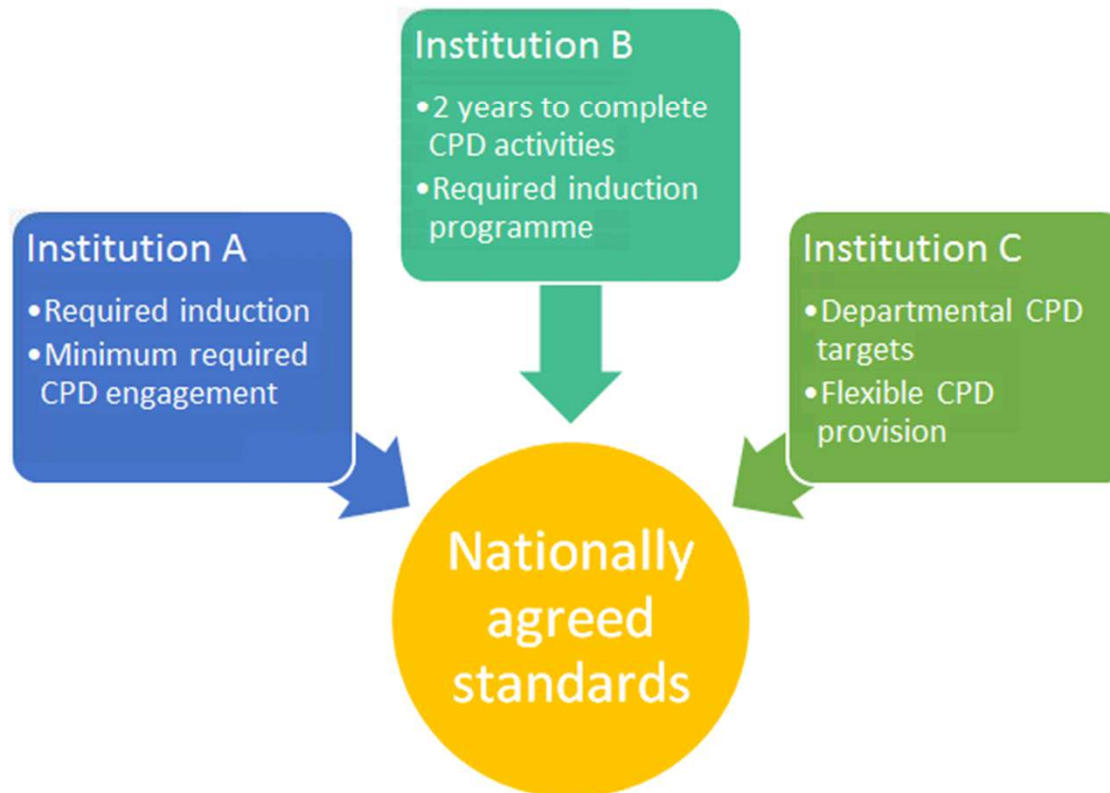 Institution A
•Required induction
•Minimum required
CPD engagement
Institution B
•2 years to complete
CPD activities
•Required induction
programme
Institution C
•Departmental CPD
targets
•Flexible CPD
provision
Nationally
agreed
standards